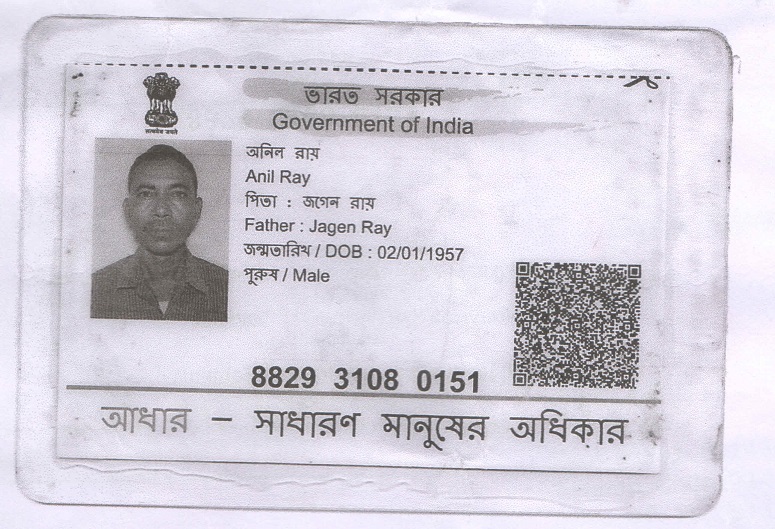 ভারত সরকার
Government of India
অনিল রায়
Anil Ray
পিতা : জগেন রায়
Father : Jagen Ray
জন্মতারিখ / DOB : 02/01/1957
পুরুষ / Male
8829 3108 0151
আধার – সাধারণ মানুষের অধিকার